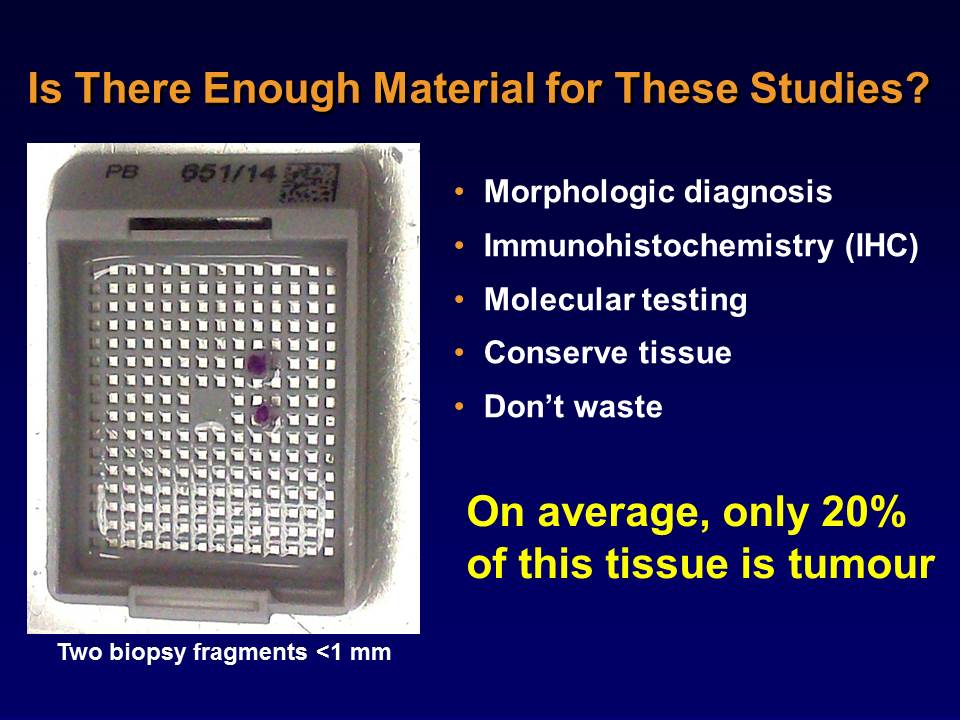 Is There Enough Material for These Studies?
PB 651/14
• Morphologic diagnosis
• Immunohistochemistry (IHC)
• Molecular testing
• Conserve tissue
• Don’t waste
On average, only 20%
of this tissue is tumour
Two biopsy fragments <1 mm